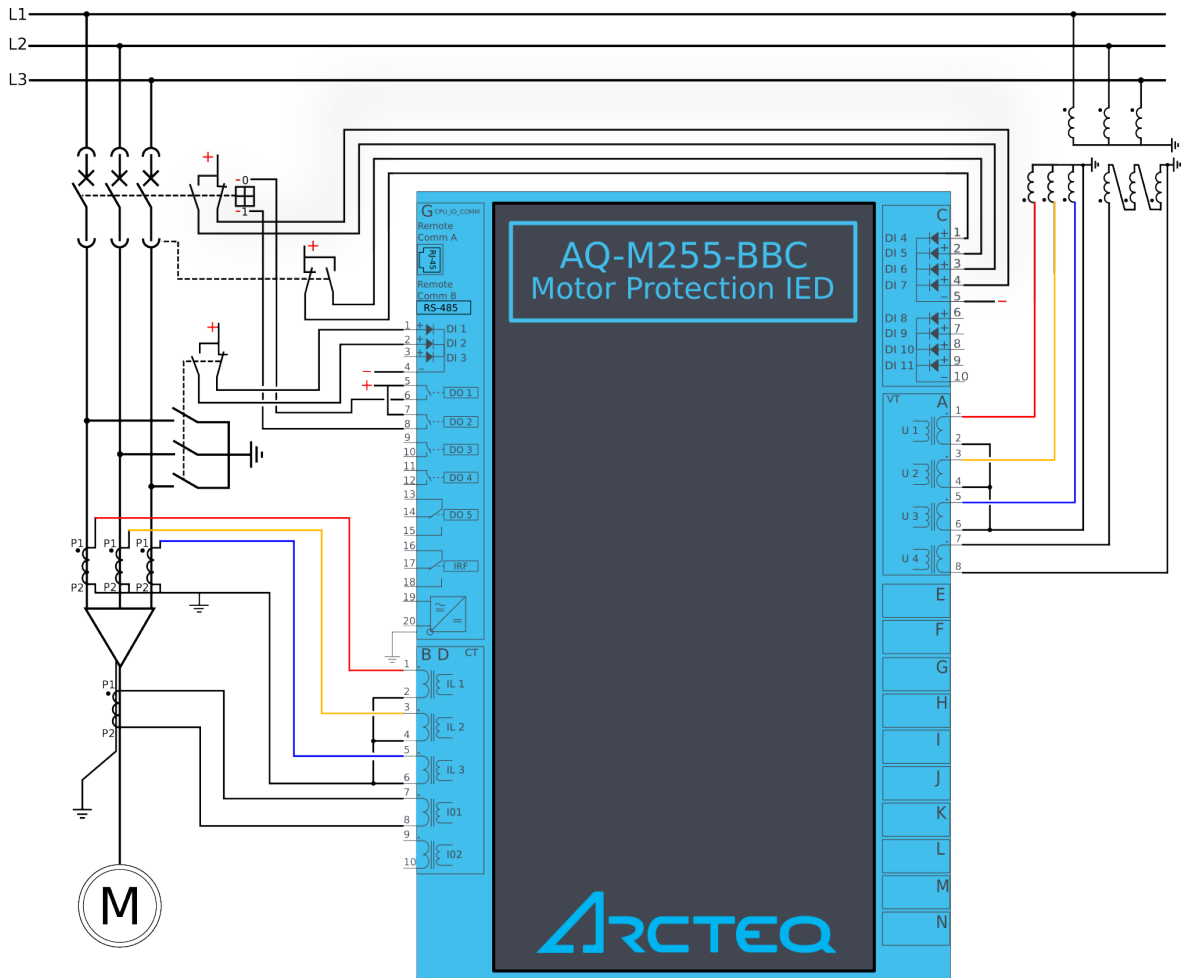 L1
L2
L3
+
-0
-1
+
+
P1
P1
P1
P2
P2
P2
P1
P2
M
G CPU_IO_COMM
Remote
Comm A
RJ-45
Remote
Comm B
RS-485
1 + DI 1
2 + DI 2
3 + DI 3
− 4 −
+ 5
6 DO 1
7
8 DO 2
9
10 DO 3
11
12 DO 4
13
14 DO 5
15
16
17 IRF
18
19
20
B D CT
1
IL 1
2
3
IL 2
4
5
IL 3
6
7
I01
8
9
I02
10
AQ-M255-BBC
Motor Protection IED
ARCTEQ
C
DI 4 + 1
DI 5 + 2
DI 6 + 3
DI 7 + 4
− 5 −
DI 8 + 6
DI 9 + 7
DI 10 + 8
DI 11 + 9
− 10
VT A
1
U 1
2
3
U 2
4
5
U 3
6
7
U 4
8
E
F
G
H
I
J
K
L
M
N